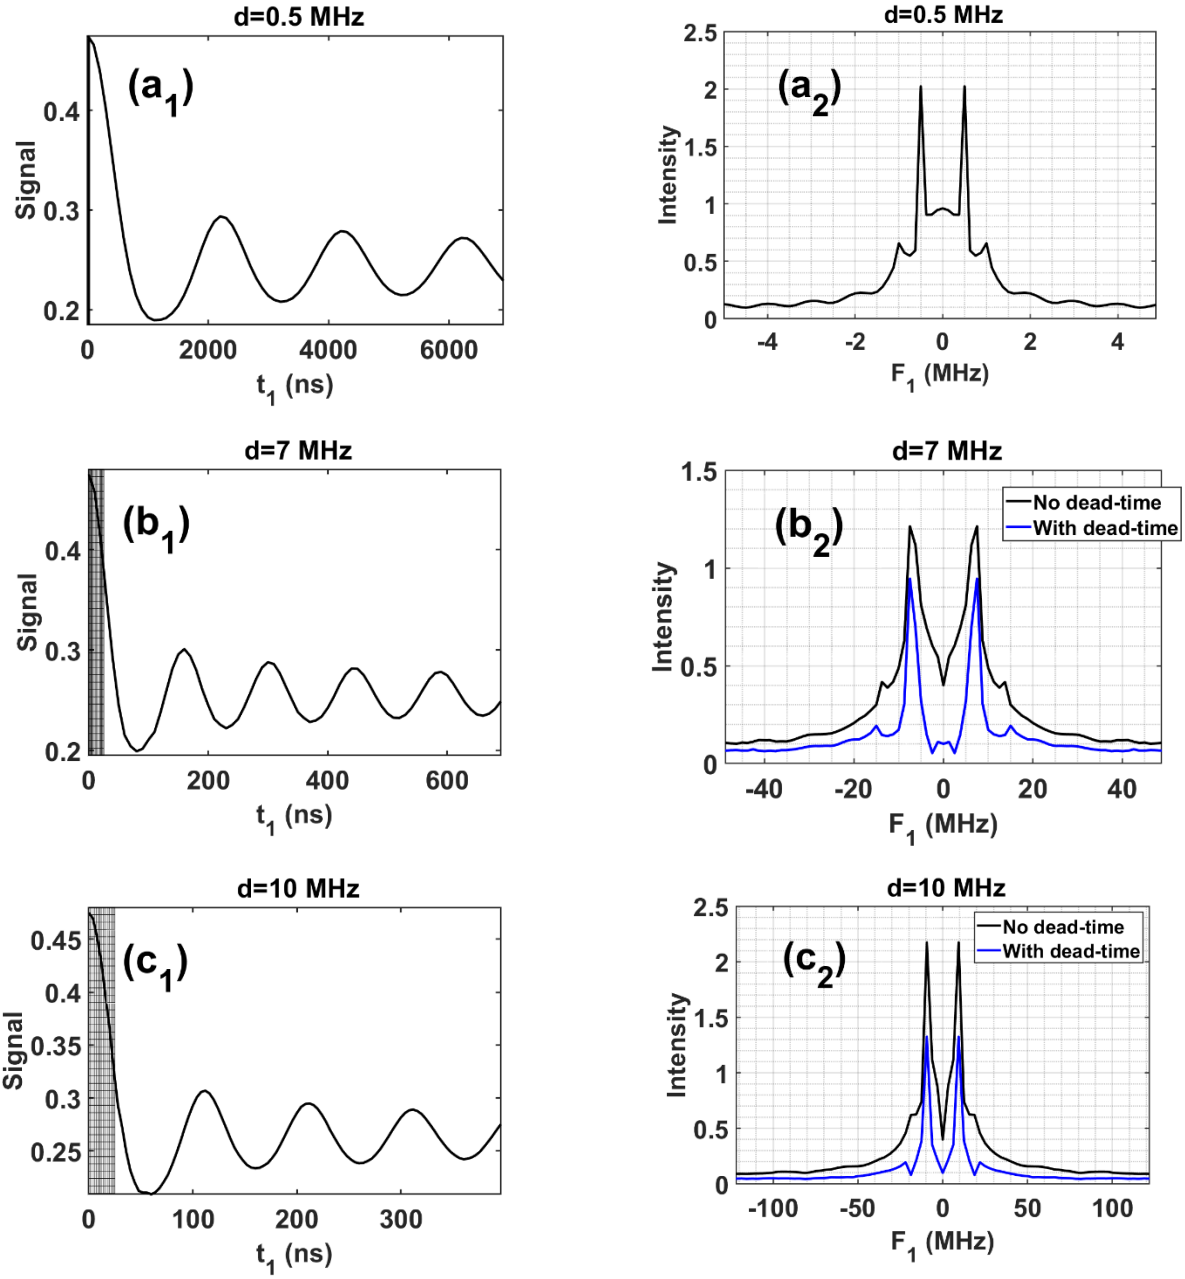 d=0.5 MHz
(a1)
Signal
0.4
0.3
0.2
0 2000 4000 6000
t1 (ns)
d=0.5 MHz
(a2)
Intensity
2.5
2
1.5
1
0.5
0
-4 -2 0 2 4
F1 (MHz)
d=7 MHz
(b1)
Signal
0.4
0.3
0.2
0 200 400 600
t1 (ns)
d=7 MHz
(b2)
No dead-time
With dead-time
Intensity
1.5
1
0.5
0
-40 -20 0 20 40
F1 (MHz)
d=10 MHz
(c1)
Signal
0.45
0.4
0.35
0.3
0.25
0 100 200 300
t1 (ns)
d=10 MHz
(c2)
No dead-time
With dead-time
Intensity
2.5
2
1.5
1
0.5
0
-100 -50 0 50 100
F1 (MHz)